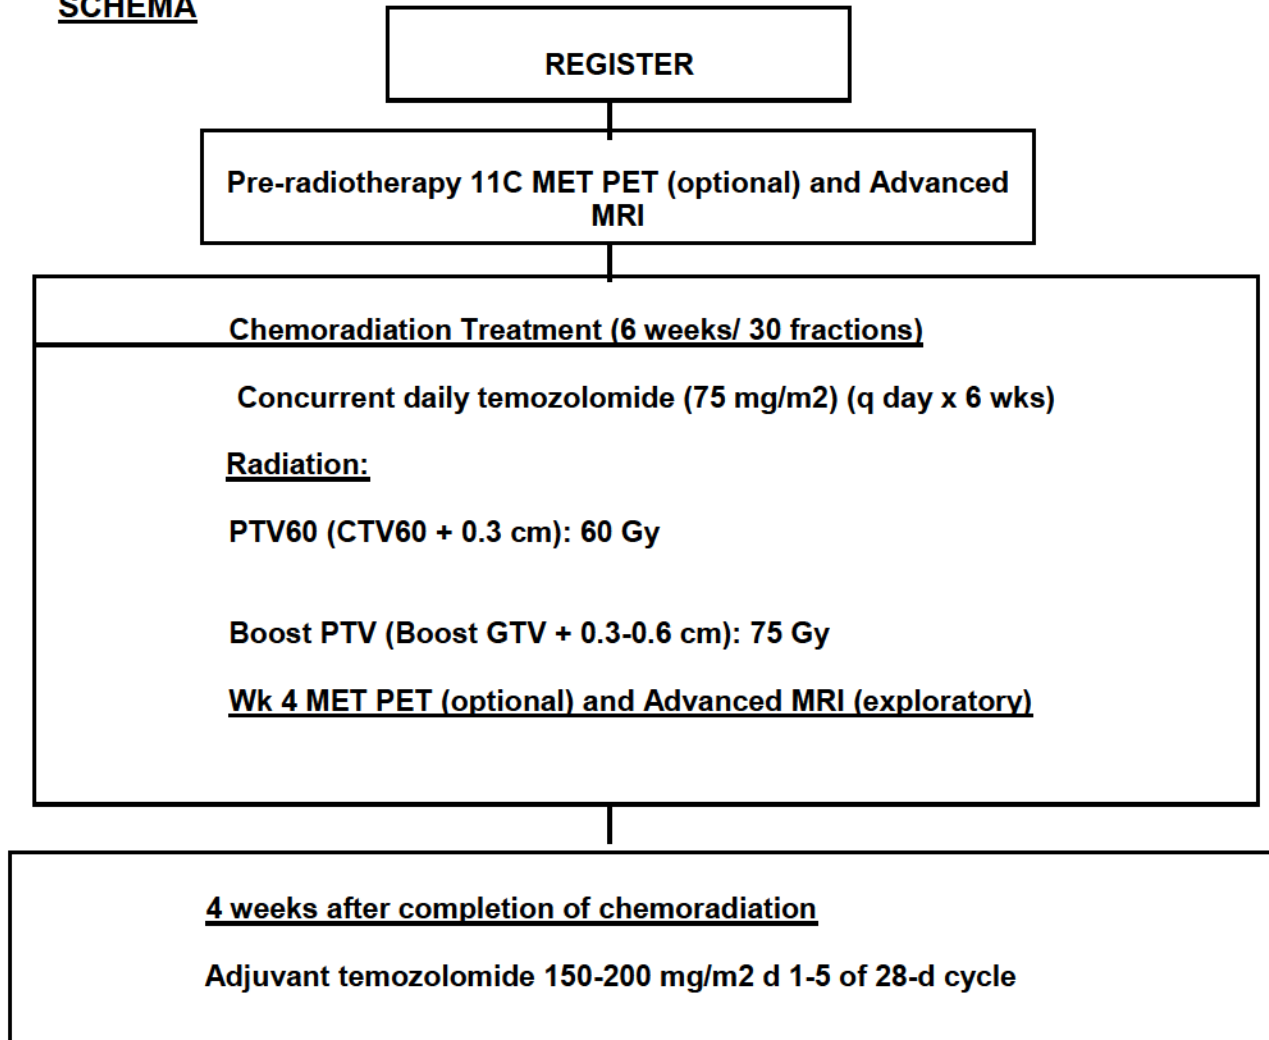 SCHEMA
REGISTER
Pre-radiotherapy 11C MET PET (optional) and Advanced
MRI
Chemoradiation Treatment (6 weeks/ 30 fractions)
Concurrent daily temozolomide (75 mg/m2) (q day x 6 wks)
Radiation:
PTV60 (CTV60 + 0.3 cm): 60 Gy
Boost PTV (Boost GTV + 0.3-0.6 cm): 75 Gy
Wk 4 MET PET (optional) and Advanced MRI (exploratory)
4 weeks after completion of chemoradiation
Adjuvant temozolomide 150-200 mg/m2 d 1-5 of 28-d cycle